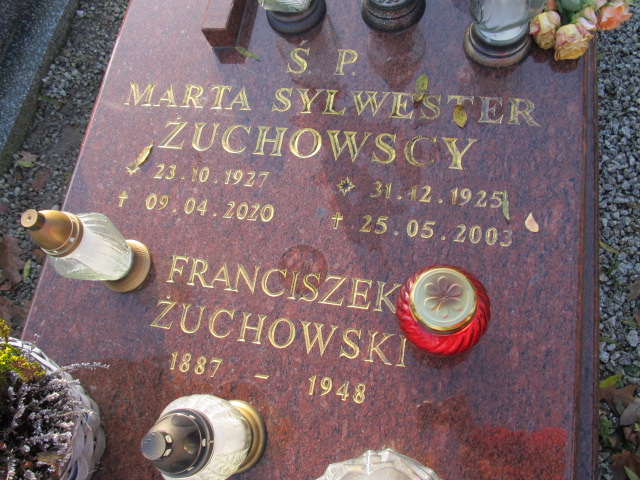 Ś P.
MARTA SYLWESTER
ŻUCHOWSCY
23.10.1927 31.12.1925
✝ 09.04.2020 ✝ 25.05.2003
FRANCISZEK
ŻUCHOWSKI
1887 – 1948